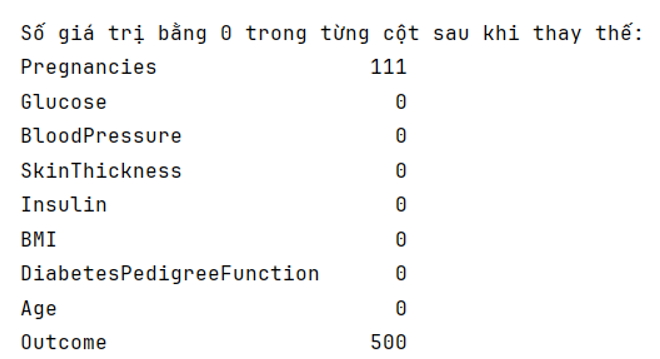 Số giá trị bằng 0 trong từng cột sau khi thay thế:
Pregnancies 111
Glucose 0
BloodPressure 0
SkinThickness 0
Insulin 0
BMI 0
DiabetesPedigreeFunction 0
Age 0
Outcome 500